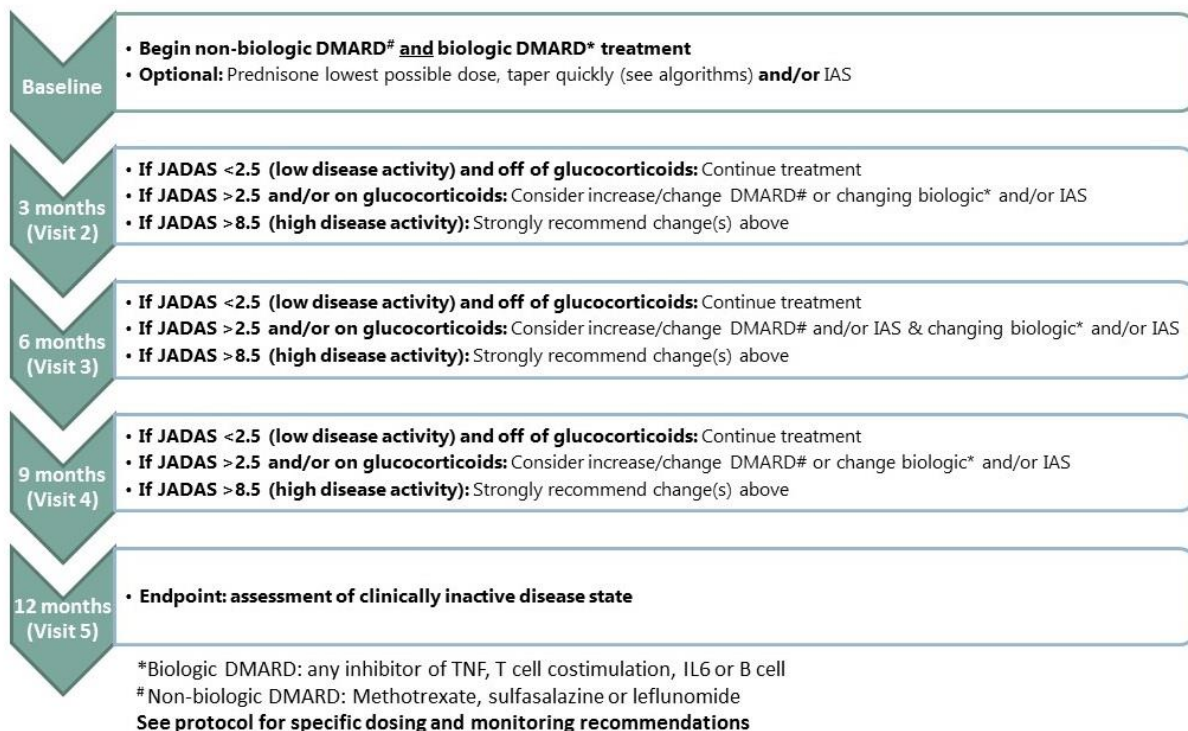 Baseline
• Begin non-biologic DMARD# and biologic DMARD* treatment
• Optional: Prednisone lowest possible dose, taper quickly (see algorithms) and/or IAS
3 months
(Visit 2)
• If JADAS <2.5 (low disease activity) and off of glucocorticoids: Continue treatment
• If JADAS >2.5 and/or on glucocorticoids: Consider increase/change DMARD# or changing biologic* and/or IAS
• If JADAS >8.5 (high disease activity): Strongly recommend change(s) above
6 months
(Visit 3)
• If JADAS <2.5 (low disease activity) and off of glucocorticoids: Continue treatment
• If JADAS >2.5 and/or on glucocorticoids: Consider increase/change DMARD# and/or IAS & changing biologic* and/or IAS
• If JADAS >8.5 (high disease activity): Strongly recommend change(s) above
9 months
(Visit 4)
• If JADAS <2.5 (low disease activity) and off of glucocorticoids: Continue treatment
• If JADAS >2.5 and/or on glucocorticoids: Consider increase/change DMARD# or change biologic* and/or IAS
• If JADAS >8.5 (high disease activity): Strongly recommend change(s) above
12 months
(Visit 5)
• Endpoint: assessment of clinically inactive disease state
*Biologic DMARD: any inhibitor of TNF, T cell costimulation, IL6 or B cell
#Non-biologic DMARD: Methotrexate, sulfasalazine or leflunomide
See protocol for specific dosing and monitoring recommendations